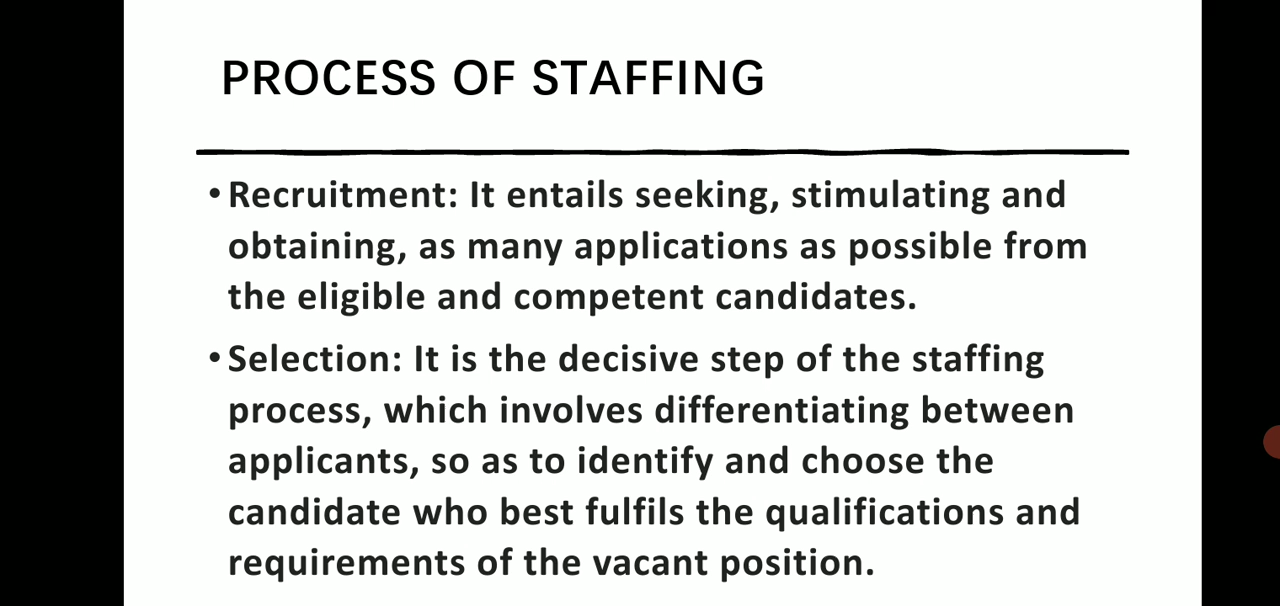 PROCESS OF STAFFING
• Recruitment: It entails seeking, stimulating and
obtaining, as many applications as possible from
the eligible and competent candidates.
• Selection: It is the decisive step of the staffing
process, which involves differentiating between
applicants, so as to identify and choose the
candidate who best fulfils the qualifications and
requirements of the vacant position.